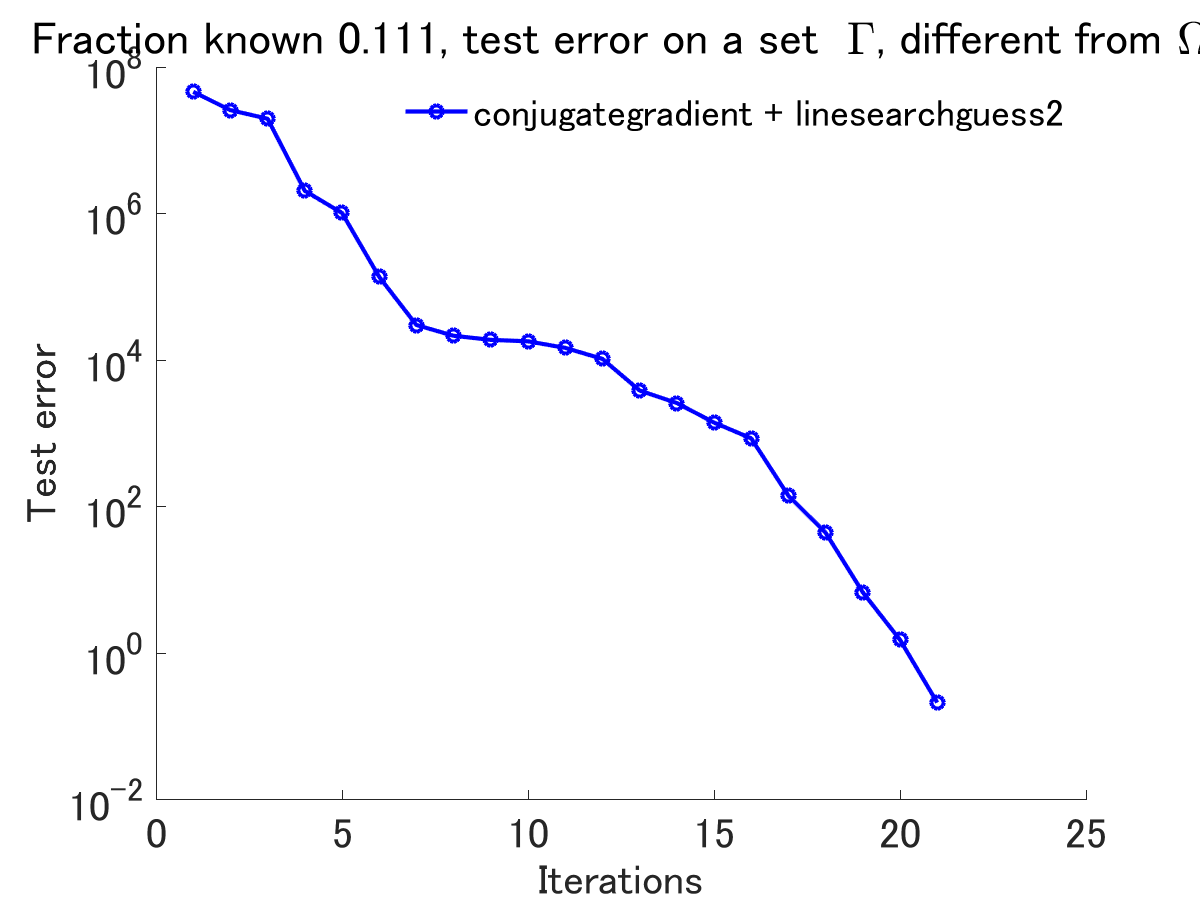 Fraction known 0.111, test error on a set Γ, different from Ω
10^8
conjugategradient + linesearchguess2
10^6
10^4
10^2
10^0
10^-2
Test error
0 5 10 15 20 25
Iterations